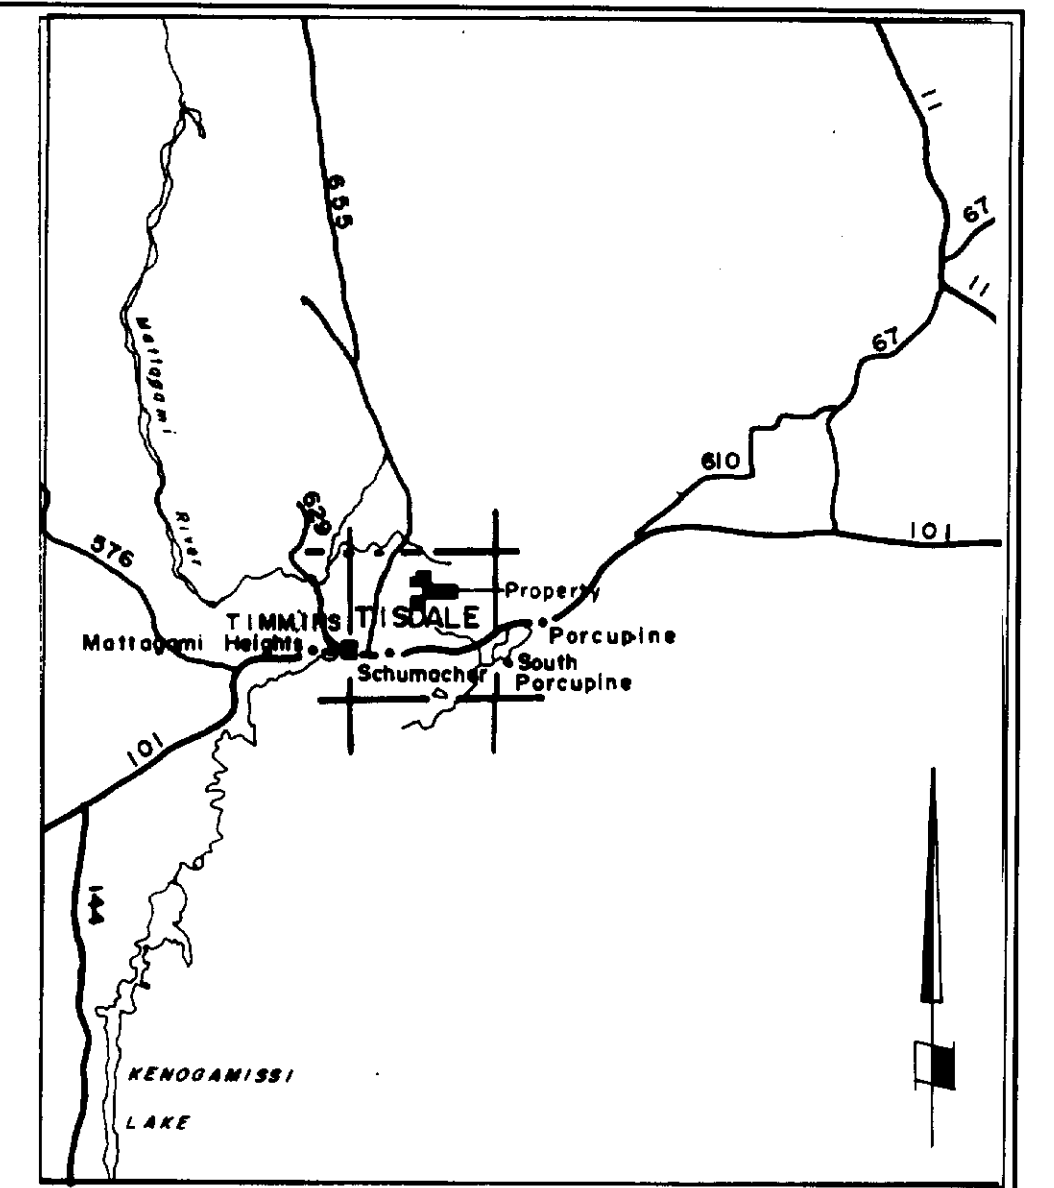 11
655
67
11
Mattagami
67
610
629
River
101
576
Property
TIMMINS
TISDALE
Mattagami Heights
Porcupine
South
Porcupine
Schumacher
101
144
KENOGAMISSI
LAKE